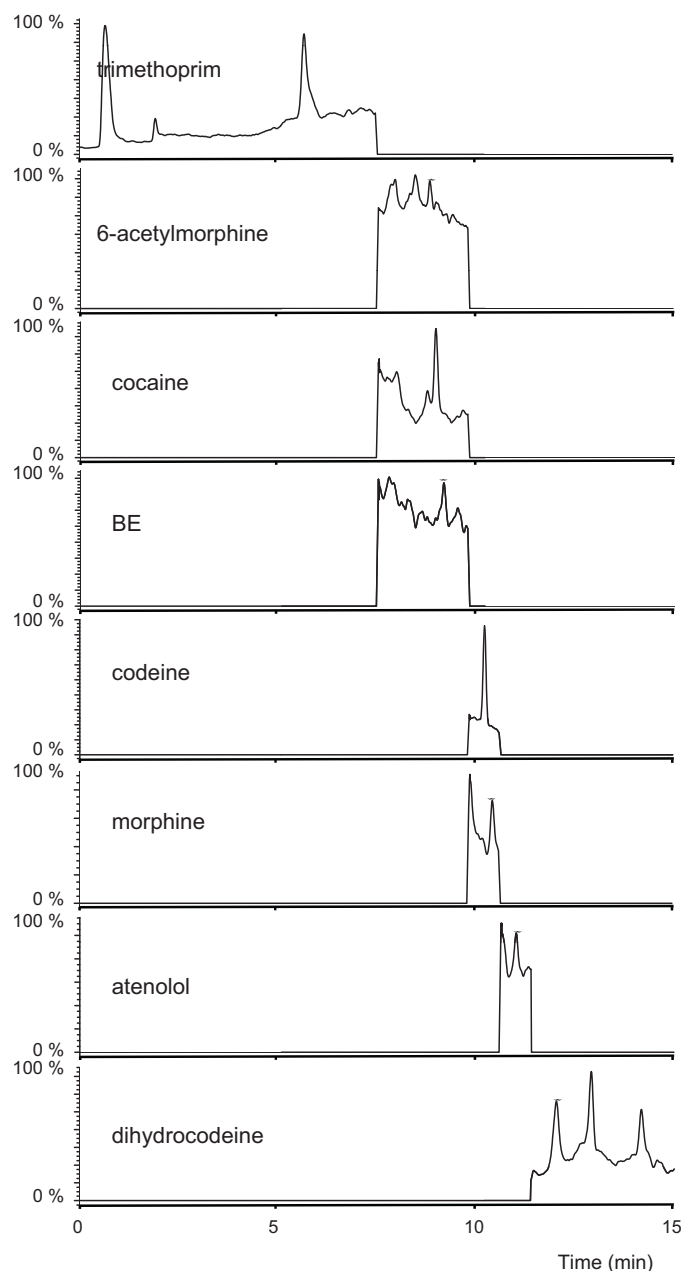 100 %
trimethoprim
0 %
100 %
6-acetylmorphine
0 %
100 %
cocaine
0 %
100 %
BE
0 %
100 %
codeine
0 %
100 %
morphine
0 %
100 %
atenolol
0 %
100 %
dihydrocodeine
0 %
0 5 10 15
Time (min)